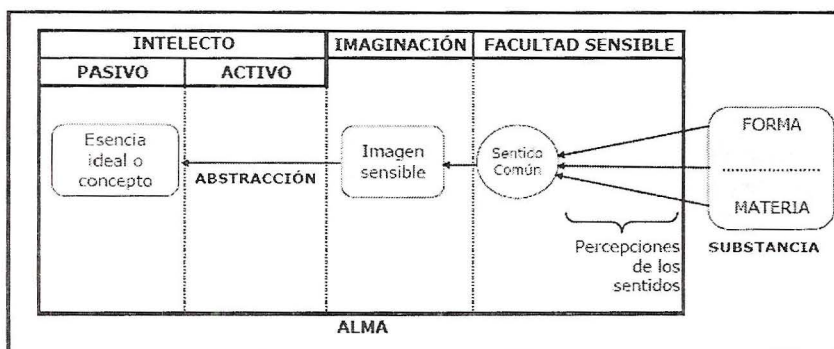 INTELECTO
IMAGINACIÓN
FACULTAD SENSIBLE
PASIVO
ACTIVO
Esencia
ideal o
concepto
ABSTRACCIÓN
Imagen
sensible
Sentido
Común
Percepciones
de los
sentidos
FORMA
MATERIA
SUBSTANCIA
ALMA